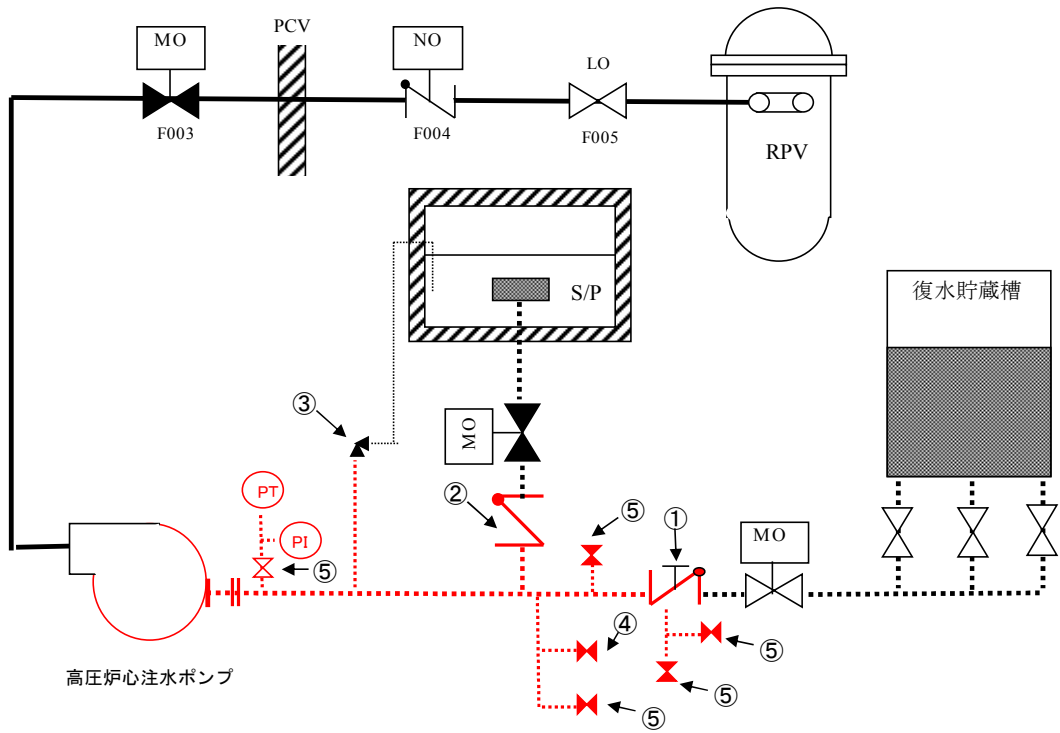 PCV
MO
NO
LO
F003
F004
F005
RPV
S/P
復水貯蔵槽
③
MO
②
⑤
①
MO
PT
PI
⑤
④
⑤
⑤
⑤
高圧炉心注水ポンプ